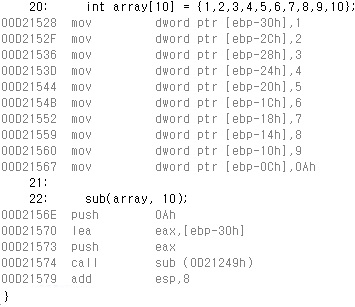 20: int array[10] = {1,2,3,4,5,6,7,8,9,10};
00D21528 mov dword ptr [ebp-30h],1
00D2152F mov dword ptr [ebp-2Ch],2
00D21536 mov dword ptr [ebp-28h],3
00D2153D mov dword ptr [ebp-24h],4
00D21544 mov dword ptr [ebp-20h],5
00D2154B mov dword ptr [ebp-1Ch],6
00D21552 mov dword ptr [ebp-18h],7
00D21559 mov dword ptr [ebp-14h],8
00D21560 mov dword ptr [ebp-10h],9
00D21567 mov dword ptr [ebp-0Ch],0Ah
21:
22: sub(array, 10);
00D2156E push 0Ah
00D21570 lea eax,[ebp-30h]
00D21573 push eax
00D21574 call sub (0D21249h)
00D21579 add esp,8
}